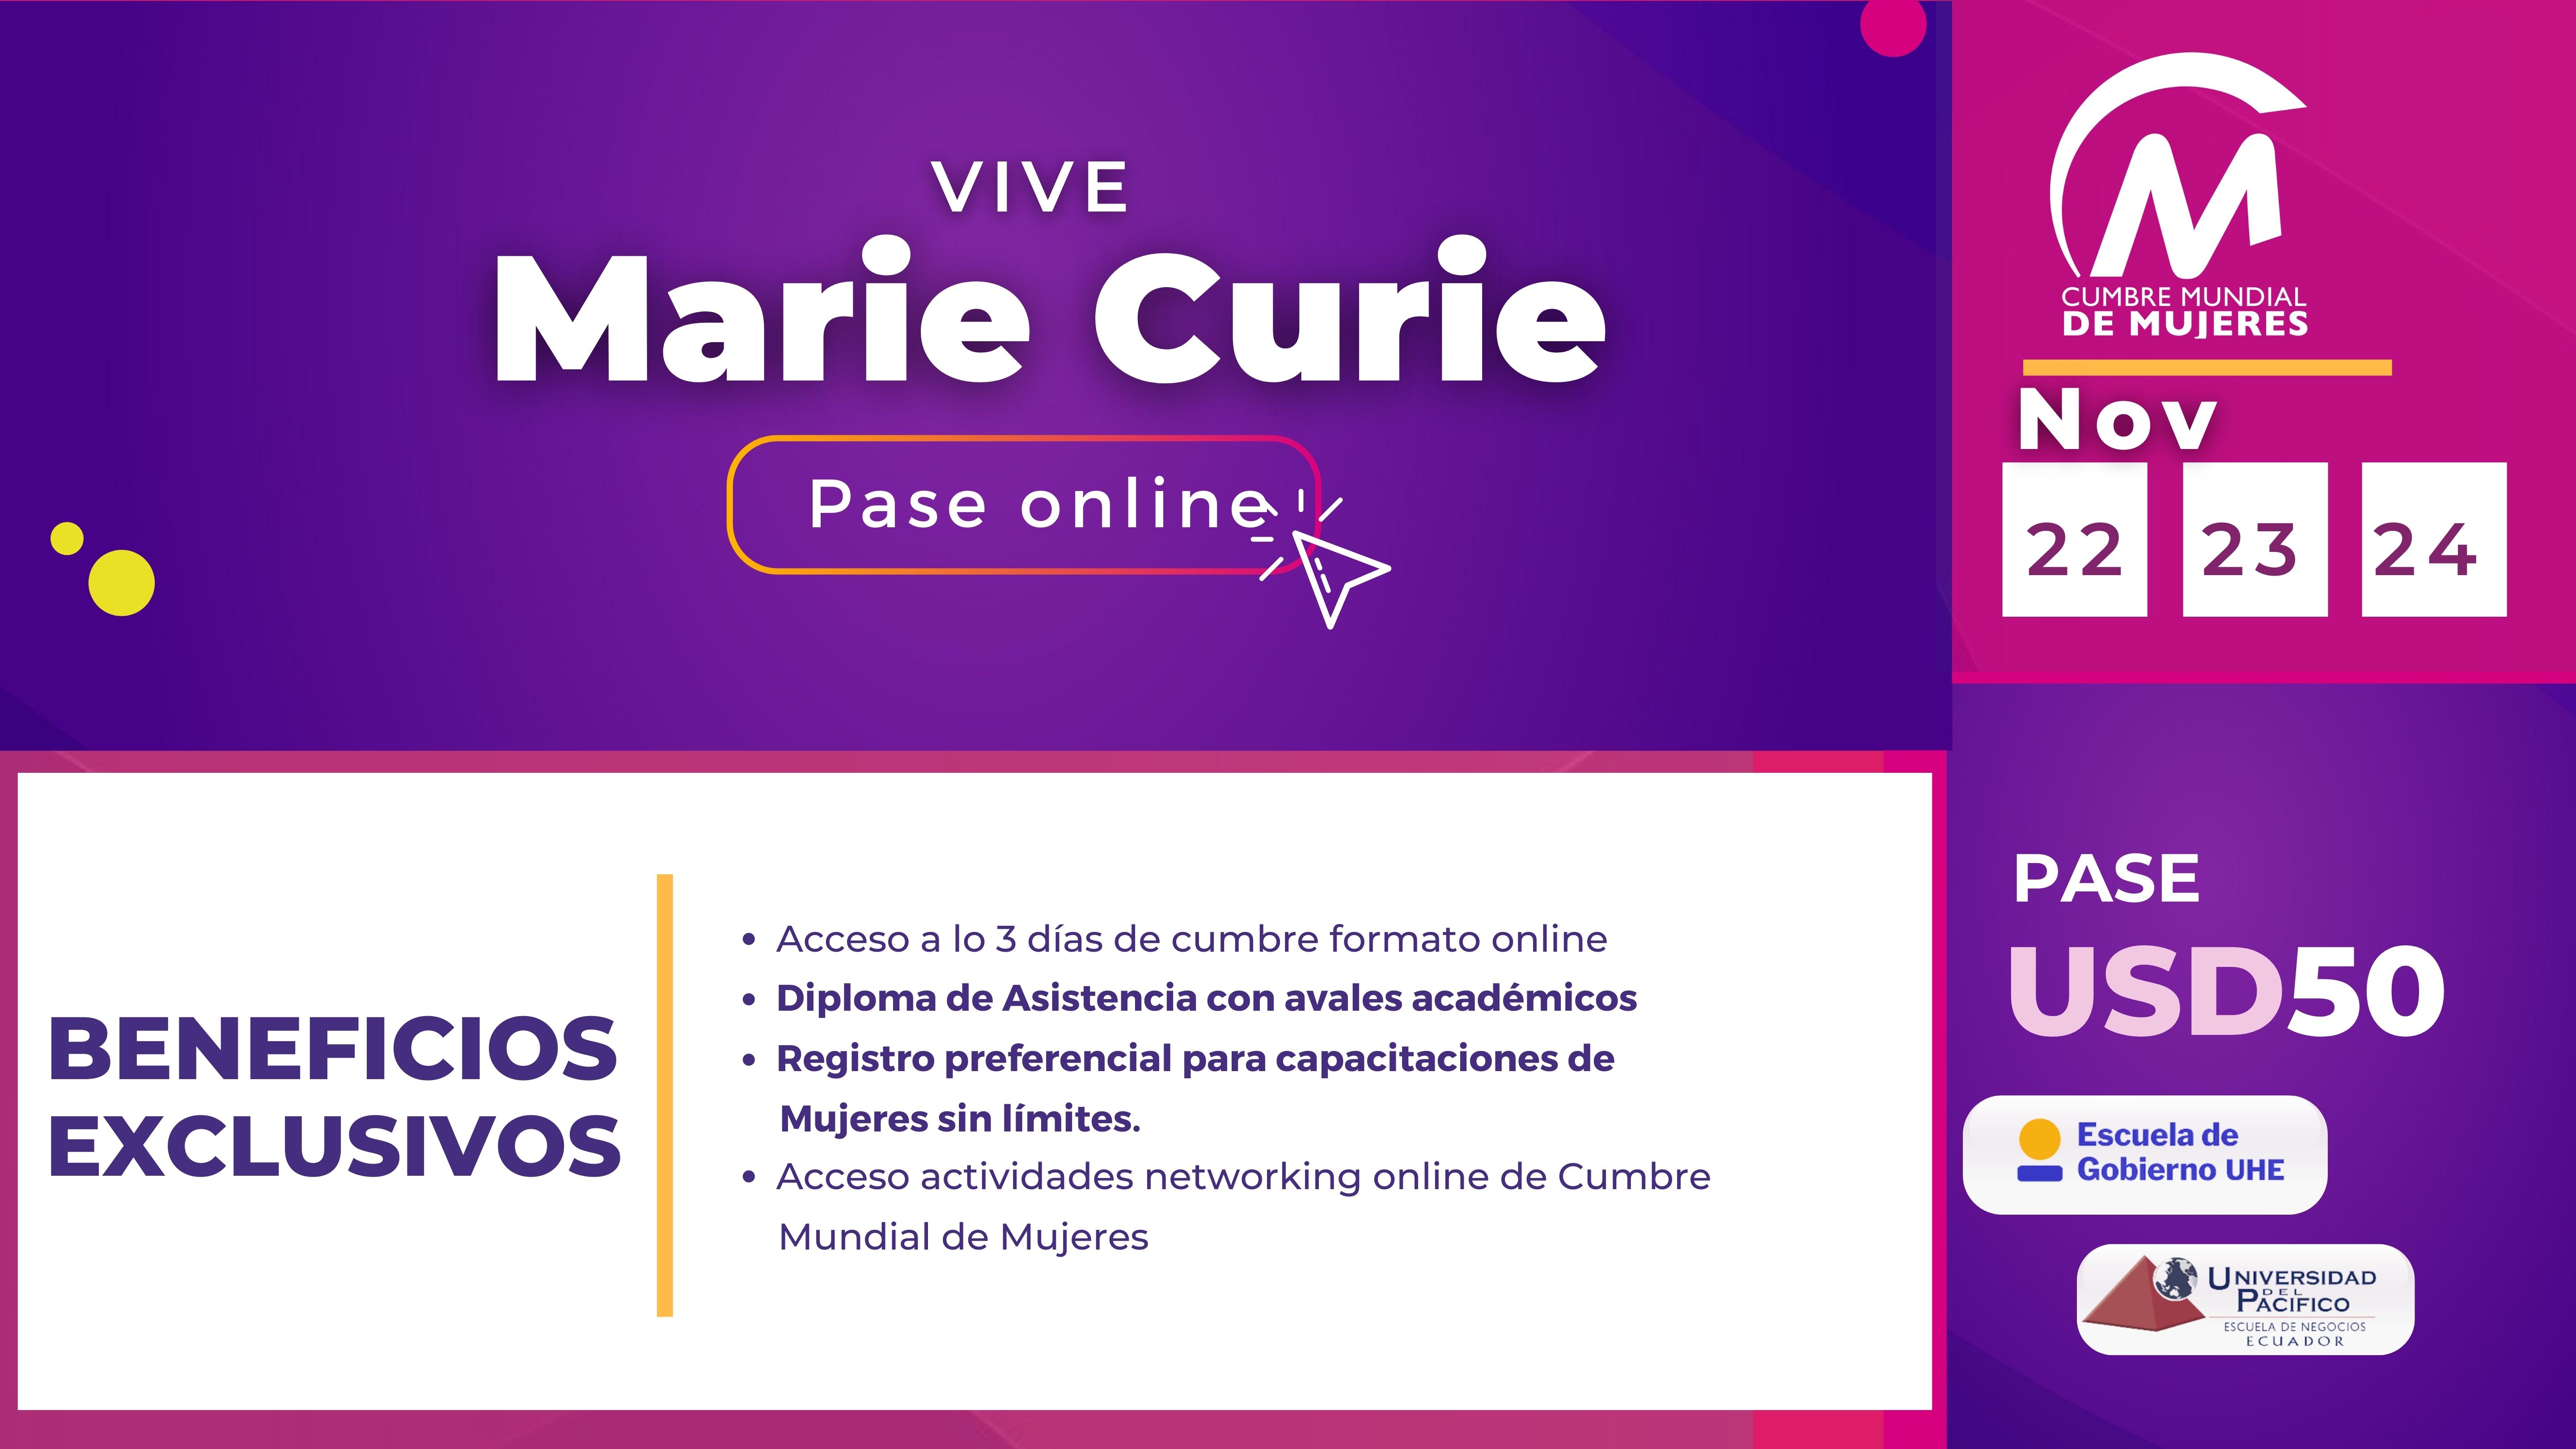 VIVE
Marie Curie
Pase online
CUMBRE MUNDIAL
DE MUJERES
Nov
22 23 24
BENEFICIOS
EXCLUSIVOS
• Acceso a lo 3 días de cumbre formato online
• Diploma de Asistencia con avales académicos
• Registro preferencial para capacitaciones de
Mujeres sin límites.
• Acceso actividades networking online de Cumbre
Mundial de Mujeres
PASE
USD50
Escuela de
Gobierno UHE
UNIVERSIDAD
DEL
PACIFICO
ESCUELA DE NEGOCIOS
ECUADOR